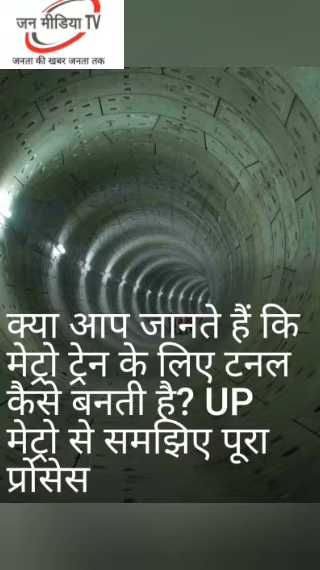 जन मीडिया TV
जनता की खबर जनता तक
क्या आप जानते हैं कि
मेट्रो ट्रेन के लिए टनल
कैसे बनती है? UP
मेट्रो से समझिए पूरा
प्रोसेस